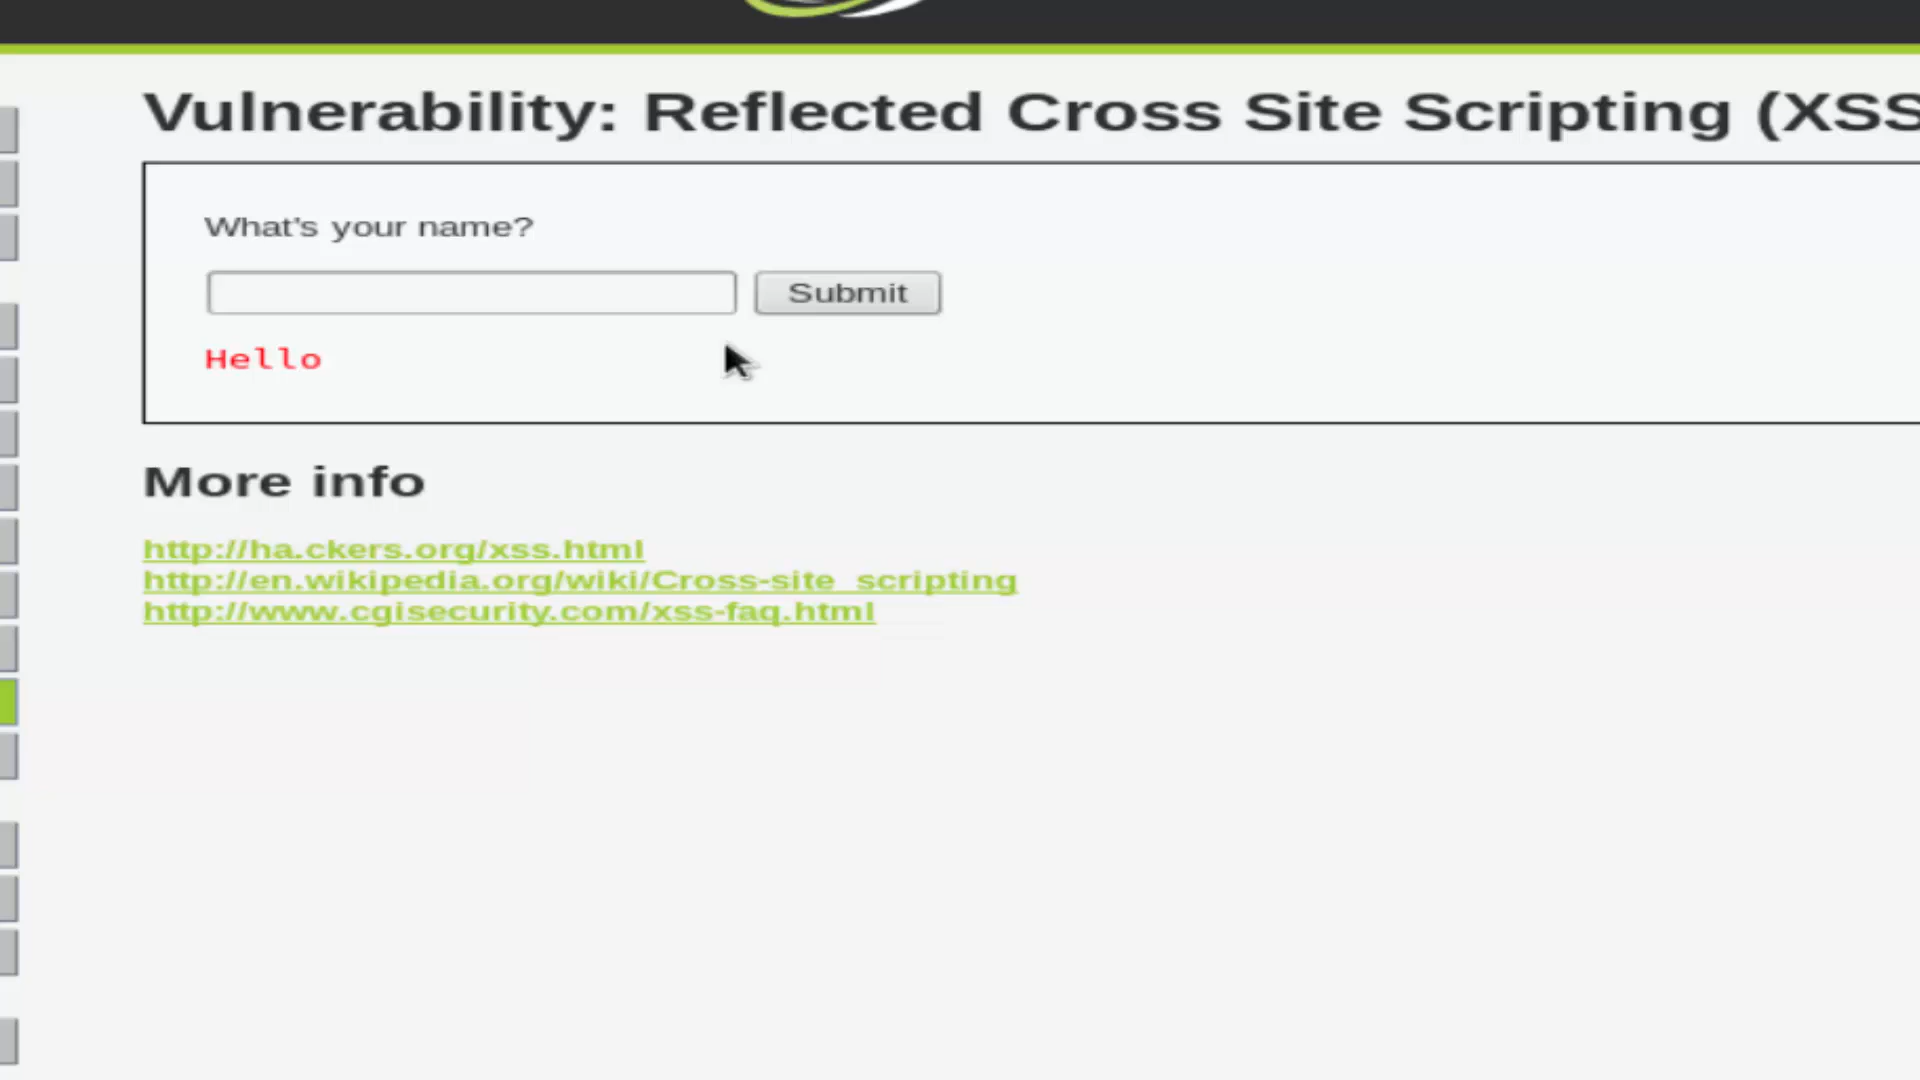 Vulnerability: Reflected Cross Site Scripting (XSS
What's your name?
Submit
Hello
More info
http://ha.ckers.org/xss.html
http://en.wikipedia.org/wiki/Cross-site_scripting
http://www.cgisecurity.com/xss-faq.html